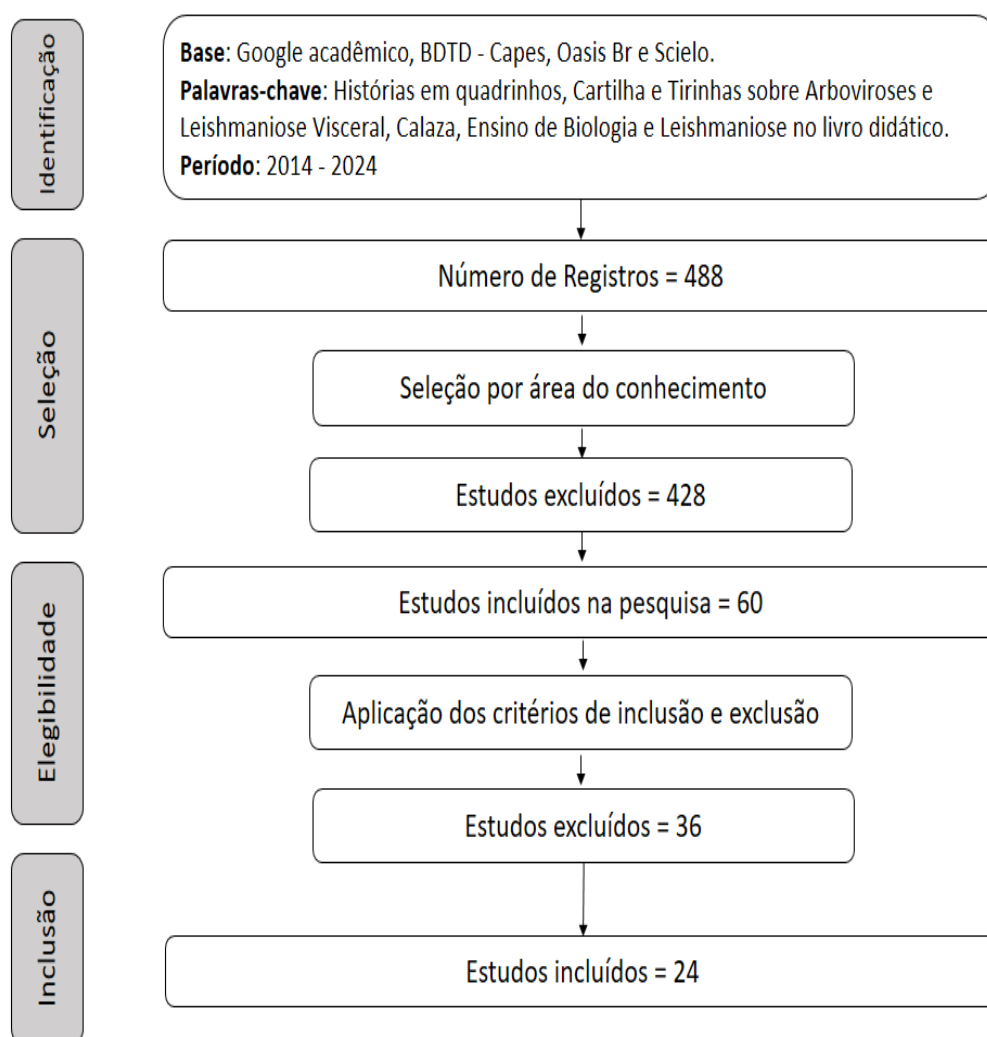 Identificação
Base: Google acadêmico, BDTD - Capes, Oasis Br e Scielo.
Palavras-chave: Histórias em quadrinhos, Cartilha e Tirinhas sobre Arboviroses e
Leishmaniose Visceral, Calaza, Ensino de Biologia e Leishmaniose no livro didático.
Período: 2014 - 2024
Seleção
Número de Registros = 488
Seleção por área do conhecimento
Estudos excluídos = 428
Elegibilidade
Estudos incluídos na pesquisa = 60
Aplicação dos critérios de inclusão e exclusão
Estudos excluídos = 36
Inclusão
Estudos incluídos = 24